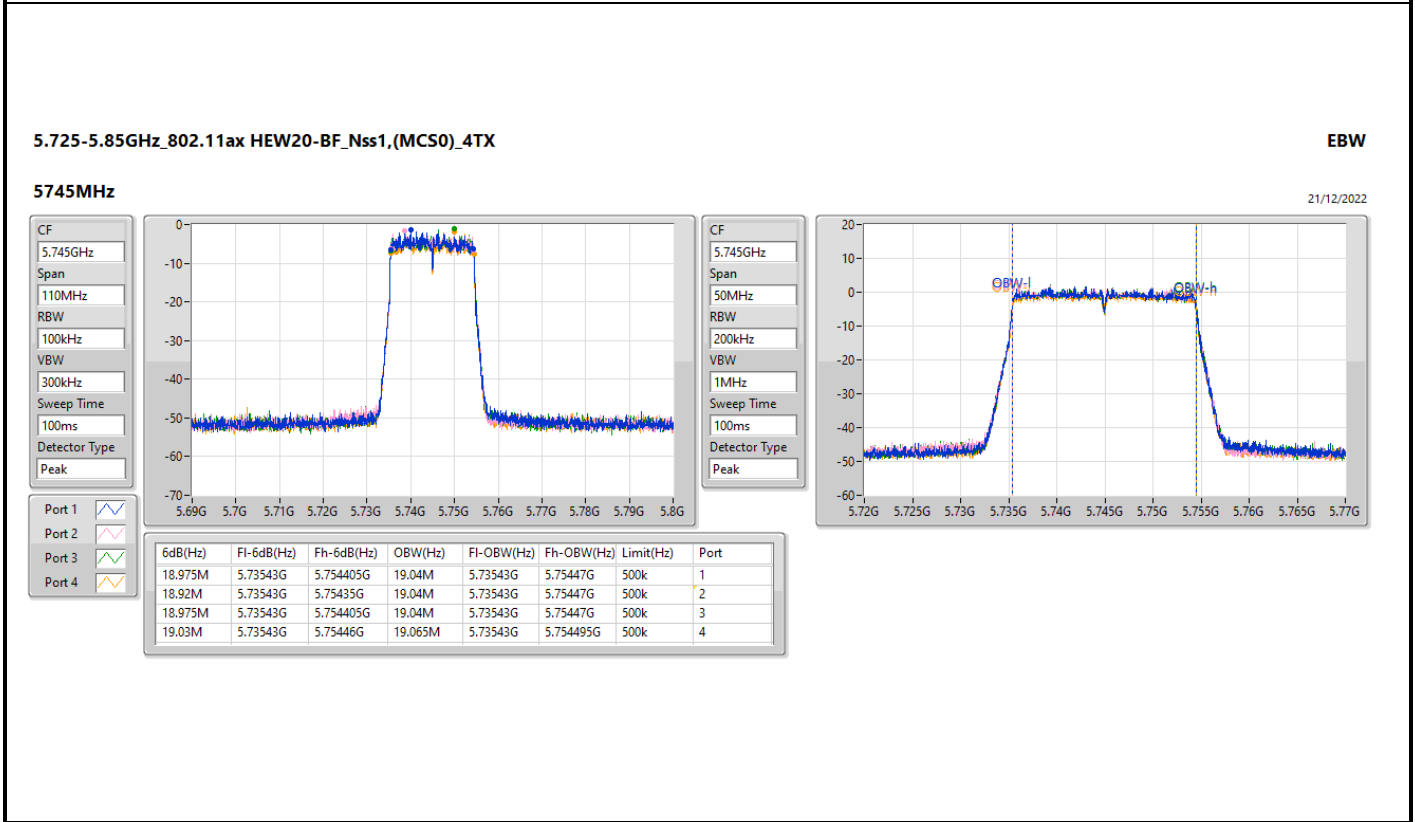 5.725-5.85GHz_802.11ax HEW20-BF_Nss1,(MCS0)_4TX EBW
5745MHz 21/12/2022
CF
5.745GHz
Span
110MHz
RBW
100kHz
VBW
300kHz
Sweep Time
100ms
Detector Type
Peak
Port 1
Port 2
Port 3
Port 4
0-
-10-
-20-
-30-
-40-
-50-
-60-
-70-
5.69G 5.7G 5.71G 5.72G 5.73G 5.74G 5.75G 5.76G 5.77G 5.78G 5.79G 5.8G
CF
5.745GHz
Span
50MHz
RBW
200kHz
VBW
1MHz
Sweep Time
100ms
Detector Type
Peak
20-
10-
0-
-10-
-20-
-30-
-40-
-50-
-60-
OBW-l OBW-h
5.72G 5.725G 5.73G 5.735G 5.74G 5.745G 5.75G 5.755G 5.76G 5.765G 5.77G
6dB(Hz) Fl-6dB(Hz) Fh-6dB(Hz) OBW(Hz) Fl-OBW(Hz) Fh-OBW(Hz) Limit(Hz) Port
18.975M 5.73543G 5.754405G 19.04M 5.73543G 5.75447G 500k 1
18.92M 5.73543G 5.75435G 19.04M 5.73543G 5.75447G 500k 2
18.975M 5.73543G 5.754405G 19.04M 5.73543G 5.75447G 500k 3
19.03M 5.73543G 5.75446G 19.065M 5.73543G 5.754495G 500k 4